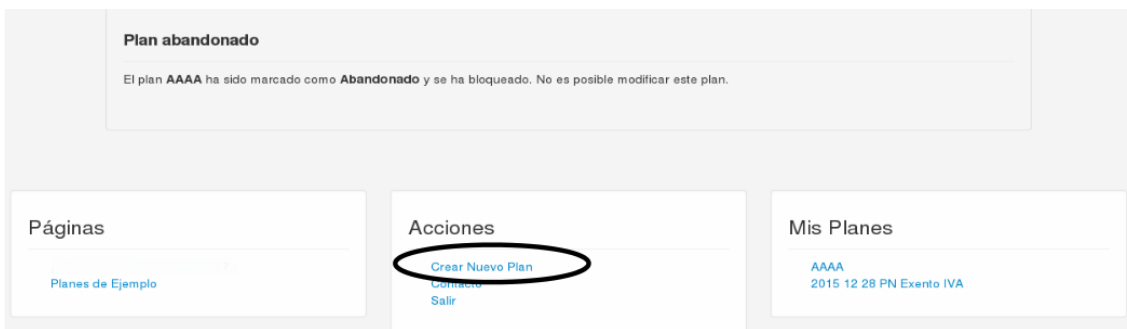 Plan abandonado
El plan AAAA ha sido marcado como Abandonado y se ha bloqueado. No es posible modificar este plan.
Páginas
Planes de Ejemplo
Acciones
Crear Nuevo Plan
Contacto
Salir
Mis Planes
AAAA
2015 12 28 PN Exento IVA